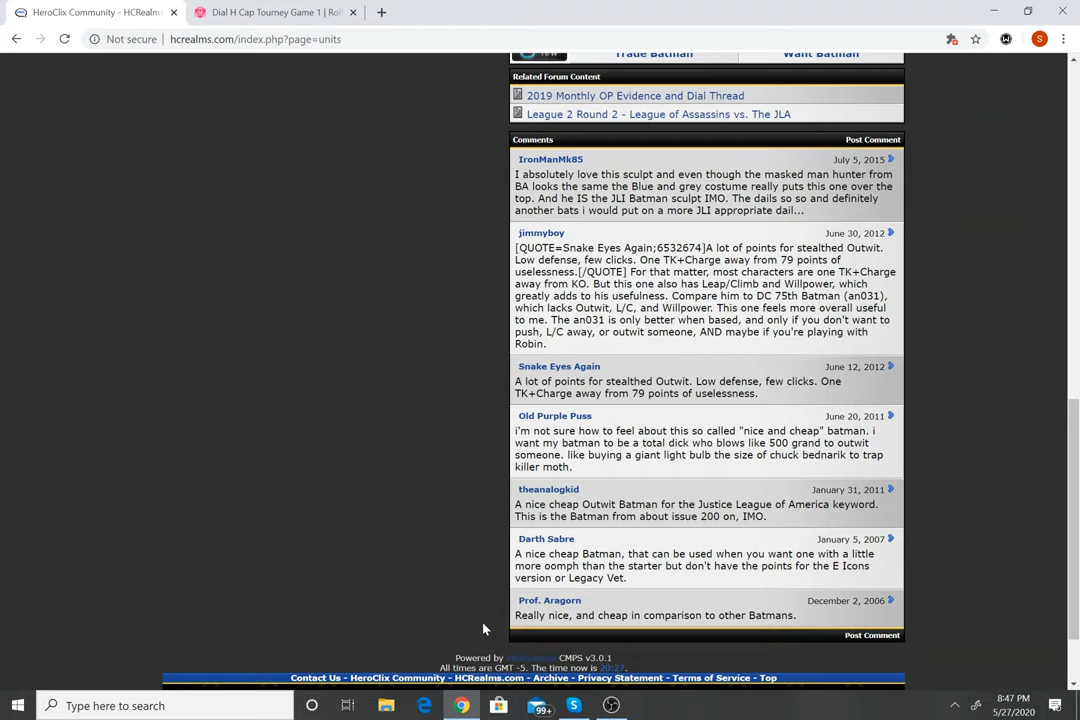 HeroClix Community - HCRealms
Dial H Cap Tourney Game 1 | Roll
Not secure | hcrealms.com/index.php?page=units
S
Trade Batman
Want Batman
Related Forum Content
2019 Monthly OP Evidence and Dial Thread
League 2 Round 2 - League of Assassins vs. The JLA
Comments
Post Comment
IronManMk85
July 5, 2015
I absolutely love this sculpt and even though the masked man hunter from
BA looks the same the Blue and grey costume really puts this one over the
top. And he IS the JLI Batman sculpt IMO. The dails so so and definitely
another bats i would put on a more JLI appropriate dail...
jimmyboy
June 30, 2012
[QUOTE=Snake Eyes Again;6532674]A lot of points for stealthed Outwit.
Low defense, few clicks. One TK+Charge away from 79 points of
uselessness.[/QUOTE] For that matter, most characters are one TK+Charge
away from KO. But this one also has Leap/Climb and Willpower, which
greatly adds to his usefulness. Compare him to DC 75th Batman (an031),
which lacks Outwit, L/C, and Willpower. This one feels more overall useful
to me. The an031 is only better when based, and only if you don't want to
push, L/C away, or outwit someone, AND maybe if you're playing with
Robin.
Snake Eyes Again
June 12, 2012
A lot of points for stealthed Outwit. Low defense, few clicks. One
TK+Charge away from 79 points of uselessness.
Old Purple Puss
June 20, 2011
i'm not sure how to feel about this so called "nice and cheap" batman. i
want my batman to be a total dick who blows like 500 grand to outwit
someone. like buying a giant light bulb the size of chuck bednarik to trap
killer moth.
theanalogkid
January 31, 2011
A nice cheap Outwit Batman for the Justice League of America keyword.
This is the Batman from about issue 200 on, IMO.
Darth Sabre
January 5, 2007
A nice cheap Batman, that can be used when you want one with a little
more oomph than the starter but don't have the points for the E Icons
version or Legacy Vet.
Prof. Aragorn
December 2, 2006
Really nice, and cheap in comparison to other Batmans.
Post Comment
Powered by CMPS v3.0.1
All times are GMT -5. The time now is 20:27.
Contact Us - HeroClix Community - HCRealms.com - Archive - Privacy Statement - Terms of Service - Top
Type here to search
99+
8:47 PM
5/27/2020